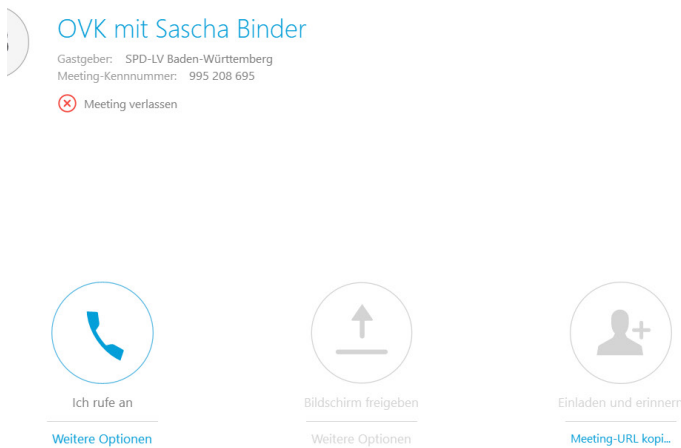 OVK mit Sascha Binder
Gastgeber: SPD-LV Baden-Württemberg
Meeting-Kennnummer: 995 208 695
Meeting verlassen
Ich rufe an
Bildschirm freigeben
Einladen und erinnern
Weitere Optionen
Weitere Optionen
Meeting-URL kopi...